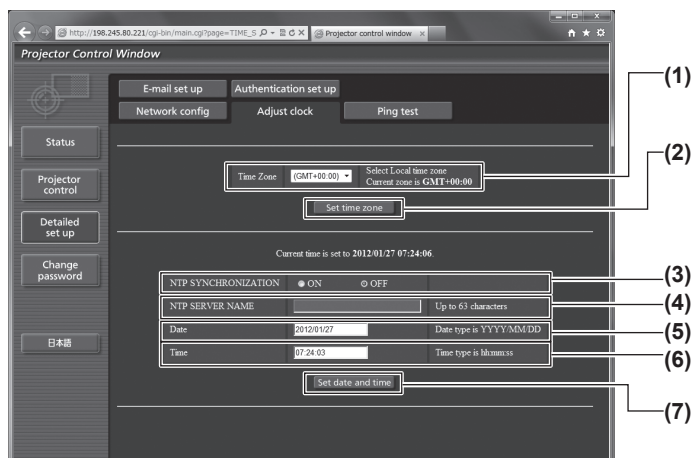 http://198.245.80.221/cgi-bin/main.cgi?page=TIME_S
Projector control window
Projector Control Window
E-mail set up
Authentication set up
Network config
Adjust clock
Ping test
Status
Projector
control
Detailed
set up
Change
password
日本語
Time Zone
(GMT+00:00)
Select Local time zone
Current zone is GMT+00:00
Set time zone
Current time is set to 2012/01/27 07:24:06.
NTP SYNCHRONIZATION ON OFF
NTP SERVER NAME Up to 63 characters
Date 2012/01/27 Date type is YYYY/MM/DD
Time 07:24:03 Time type is hh:mm:ss
Set date and time
(1)
(2)
(3)
(4)
(5)
(6)
(7)